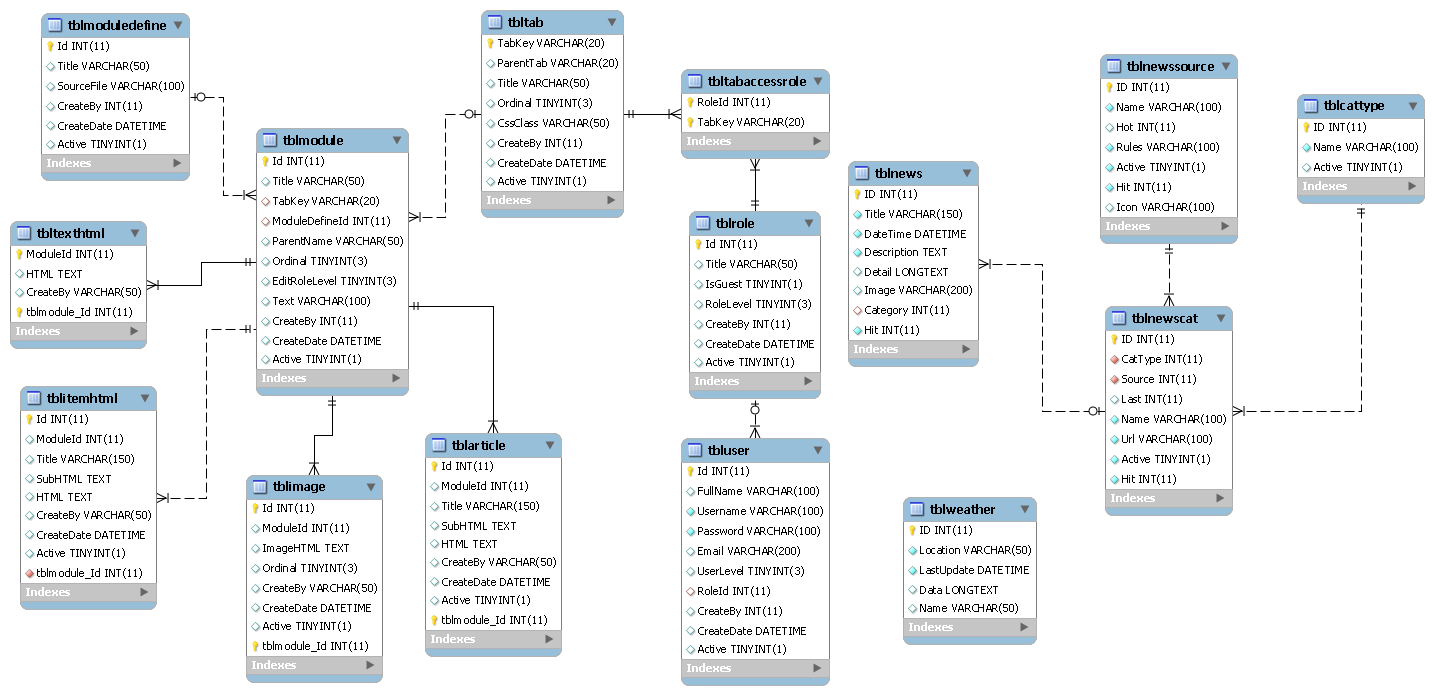 tblmoduledefine
Id INT(11)
Title VARCHAR(50)
SourceFile VARCHAR(100)
CreateBy INT(11)
CreateDate DATETIME
Active TINYINT(1)
Indexes
tbltab
TabKey VARCHAR(20)
ParentTab VARCHAR(20)
Title VARCHAR(50)
Ordinal TINYINT(3)
CssClass VARCHAR(50)
CreateBy INT(11)
CreateDate DATETIME
Active TINYINT(1)
Indexes
tbltabaccessrole
RoleId INT(11)
TabKey VARCHAR(20)
Indexes
tblnewssource
ID INT(11)
Name VARCHAR(100)
Hot INT(11)
Rules VARCHAR(100)
Active TINYINT(1)
Hit INT(11)
Icon VARCHAR(100)
Indexes
tblcattype
ID INT(11)
Name VARCHAR(100)
Active TINYINT(1)
Indexes
tblmodule
Id INT(11)
Title VARCHAR(50)
TabKey VARCHAR(20)
ModuleDefineId INT(11)
ParentName VARCHAR(50)
Ordinal TINYINT(3)
EditRoleLevel TINYINT(3)
Text VARCHAR(100)
CreateBy INT(11)
CreateDate DATETIME
Active TINYINT(1)
Indexes
tblnews
ID INT(11)
Title VARCHAR(150)
DateTime DATETIME
Description TEXT
Detail LONGTEXT
Image VARCHAR(200)
Category INT(11)
Hit INT(11)
Indexes
tblrole
Id INT(11)
Title VARCHAR(50)
IsGuest TINYINT(1)
RoleLevel TINYINT(3)
CreateBy INT(11)
CreateDate DATETIME
Active TINYINT(1)
Indexes
tbltexthtml
ModuleId INT(11)
HTML TEXT
CreateBy VARCHAR(50)
tblmodule_Id INT(11)
Indexes
tblnewscat
ID INT(11)
CatType INT(11)
Source INT(11)
Last INT(11)
Name VARCHAR(100)
Url VARCHAR(100)
Active TINYINT(1)
Hit INT(11)
Indexes
tblitemhtml
Id INT(11)
ModuleId INT(11)
Title VARCHAR(150)
SubHTML TEXT
HTML TEXT
CreateBy VARCHAR(50)
CreateDate DATETIME
Active TINYINT(1)
tblmodule_Id INT(11)
Indexes
tblimage
Id INT(11)
ModuleId INT(11)
ImageHTML TEXT
Ordinal TINYINT(3)
CreateBy VARCHAR(50)
CreateDate DATETIME
Active TINYINT(1)
tblmodule_Id INT(11)
Indexes
tblarticle
Id INT(11)
ModuleId INT(11)
Title VARCHAR(150)
SubHTML TEXT
HTML TEXT
CreateBy VARCHAR(50)
CreateDate DATETIME
Active TINYINT(1)
tblmodule_Id INT(11)
Indexes
tbluser
Id INT(11)
FullName VARCHAR(100)
Username VARCHAR(100)
Password VARCHAR(100)
Email VARCHAR(200)
UserLevel TINYINT(3)
RoleId INT(11)
CreateBy INT(11)
CreateDate DATETIME
Active TINYINT(1)
Indexes
tblweather
ID INT(11)
Location VARCHAR(50)
LastUpdate DATETIME
Data LONGTEXT
Name VARCHAR(50)
Indexes